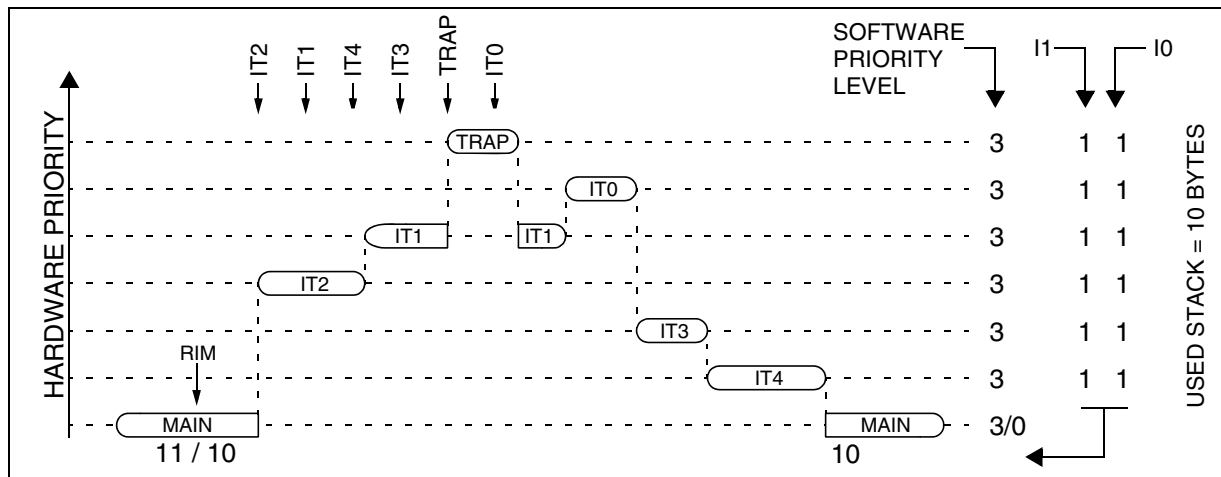 IT2
IT1
IT4
IT3
TRAP
IT0
SOFTWARE
PRIORITY
LEVEL
I1
I0
HARDWARE PRIORITY
TRAP
3
1 1
IT0
3
1 1
IT1
IT1
3
1 1
IT2
3
1 1
IT3
3
1 1
RIM
IT4
3
1 1
MAIN
MAIN
3/0
11 / 10
10
USED STACK = 10 BYTES